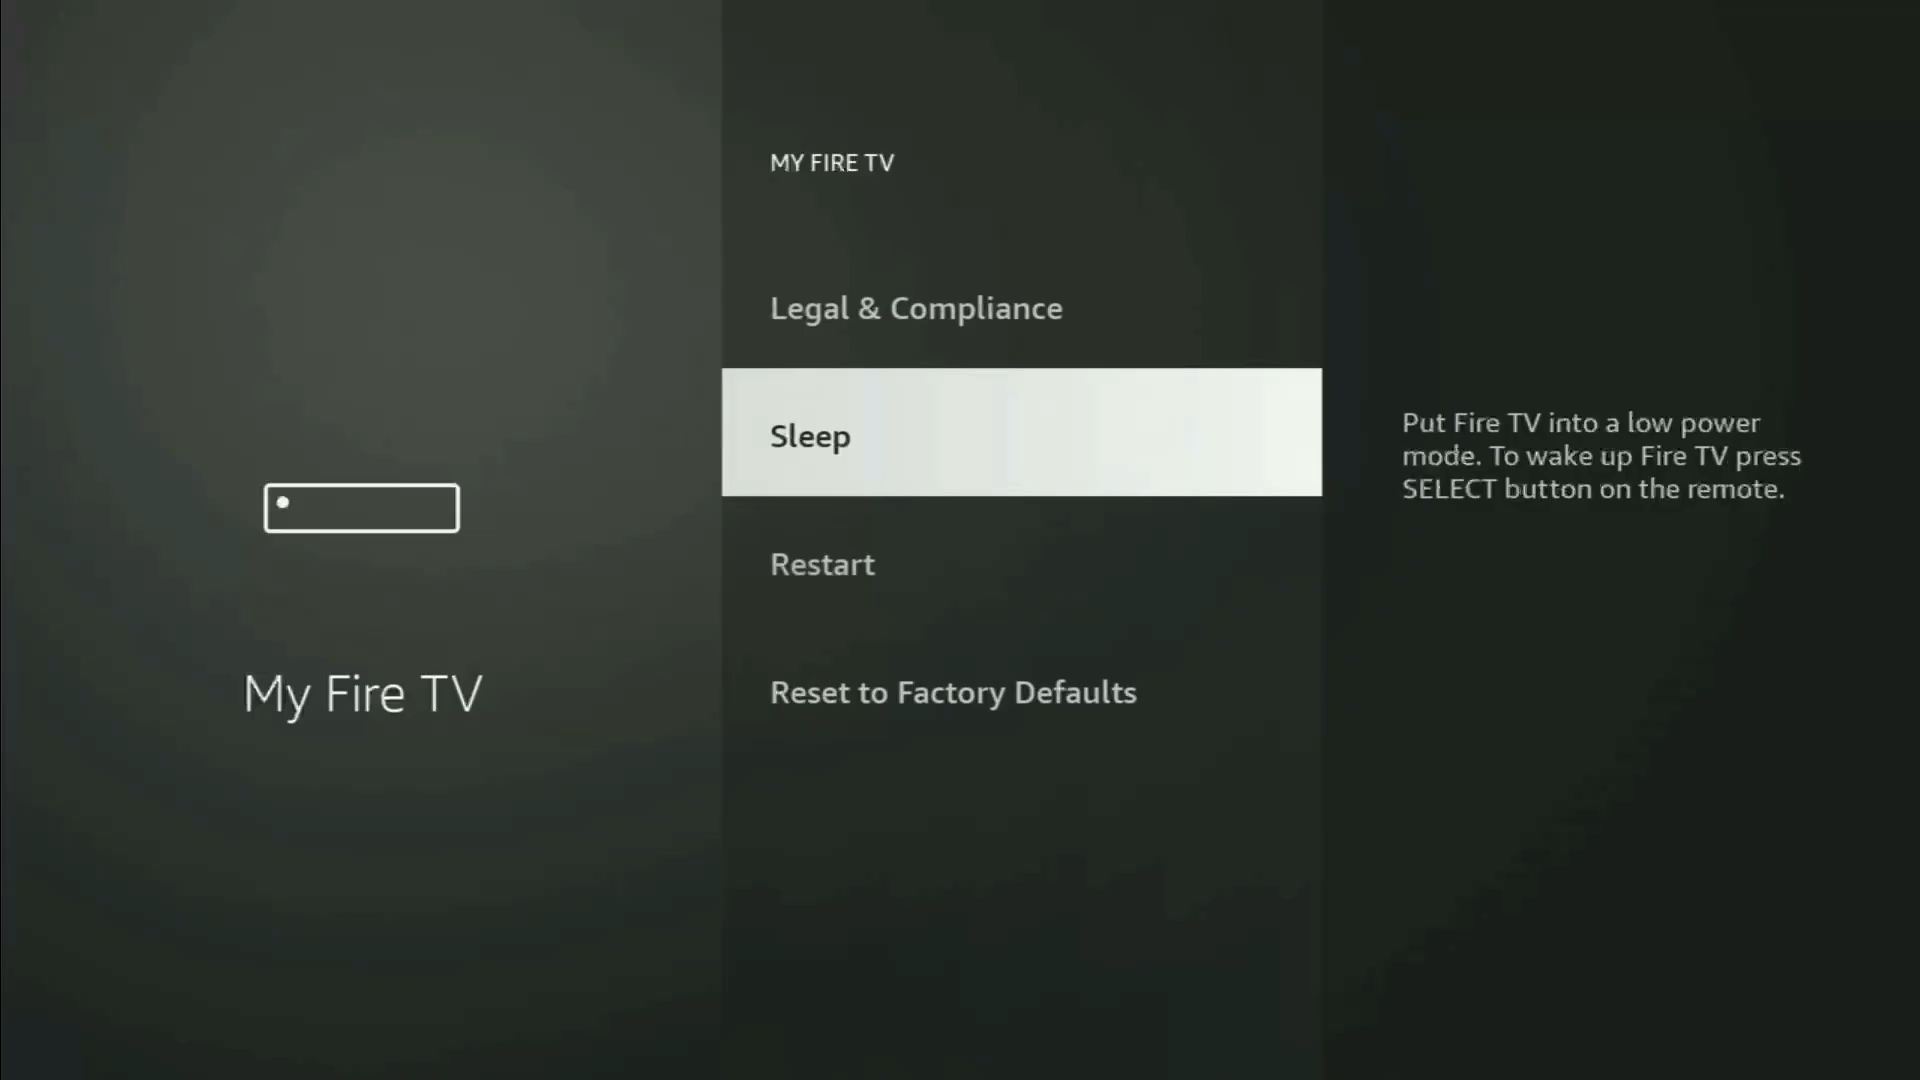 My Fire TV
MY FIRE TV
Legal & Compliance
Sleep
Restart
Reset to Factory Defaults
Put Fire TV into a low power
mode. To wake up Fire TV press
SELECT button on the remote.